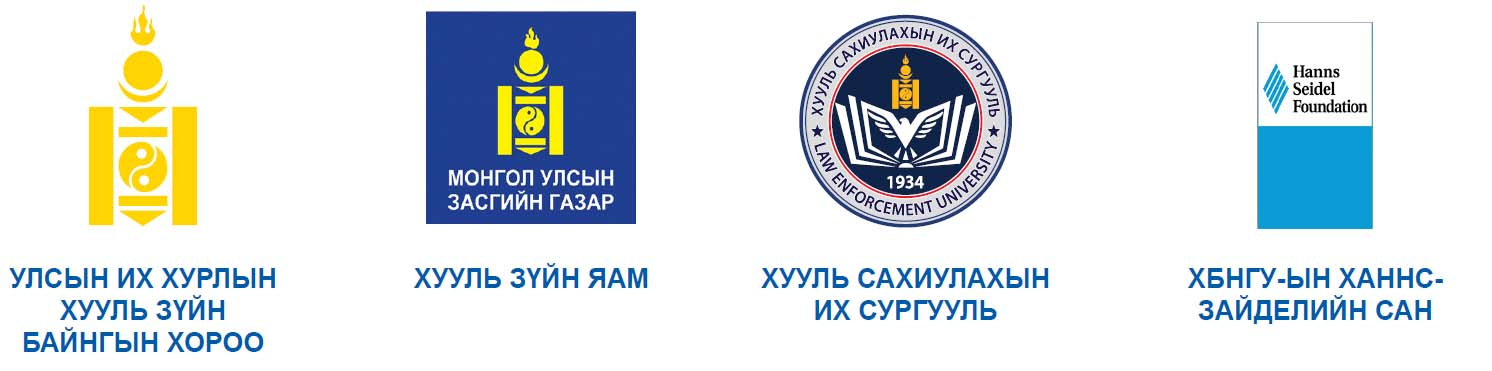 МОНГОЛ УЛСЫН
ЗАСГИЙН ГАЗАР
ХУУЛЬ САХИУЛАХЫН ИХ СУРГУУЛЬ
1934
LAW ENFORCEMENT UNIVERSITY
Hanns
Seidel
Foundation
УЛСЫН ИХ ХУРЛЫН
ХУУЛЬ ЗҮЙН
БАЙНГЫН ХОРОО
ХУУЛЬ ЗҮЙН ЯАМ
ХУУЛЬ САХИУЛАХЫН
ИХ СУРГУУЛЬ
ХБНГУ-ЫН ХАННС-
ЗАЙДЕЛИЙН САН